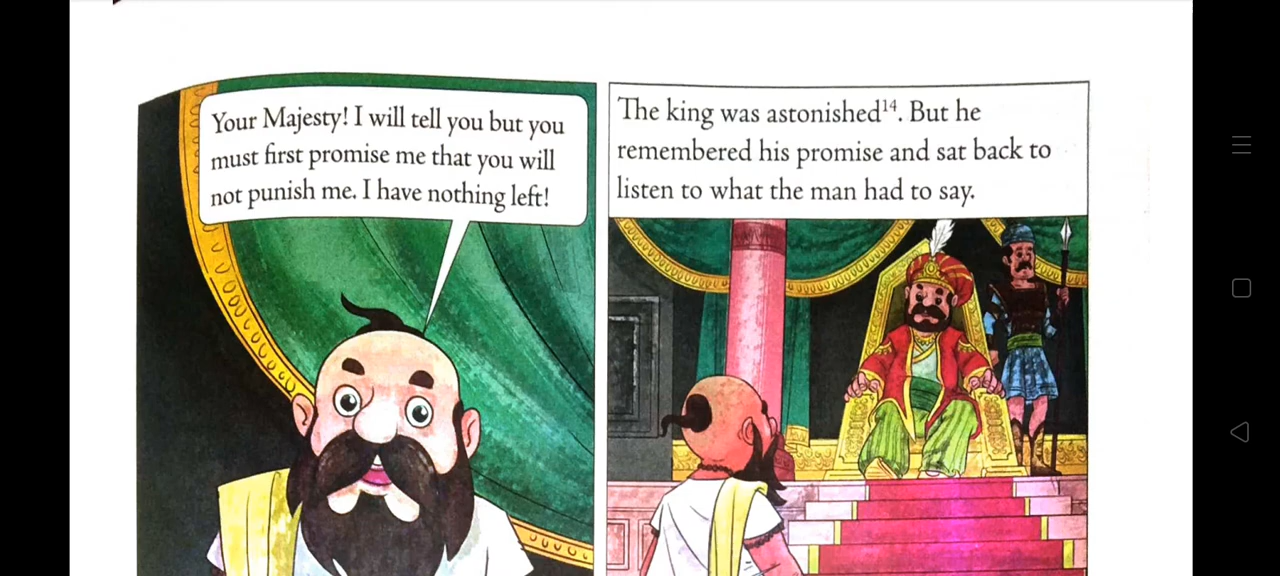 Your Majesty! I will tell you but you
must first promise me that you will
not punish me. I have nothing left!
The king was astonished¹⁴. But he
remembered his promise and sat back to
listen to what the man had to say.